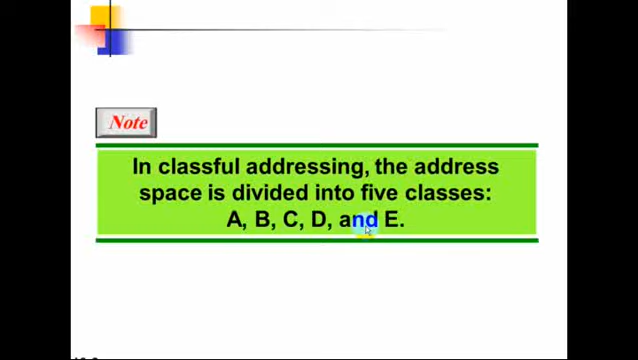 Note
In classful addressing, the address
space is divided into five classes:
A, B, C, D, and E.